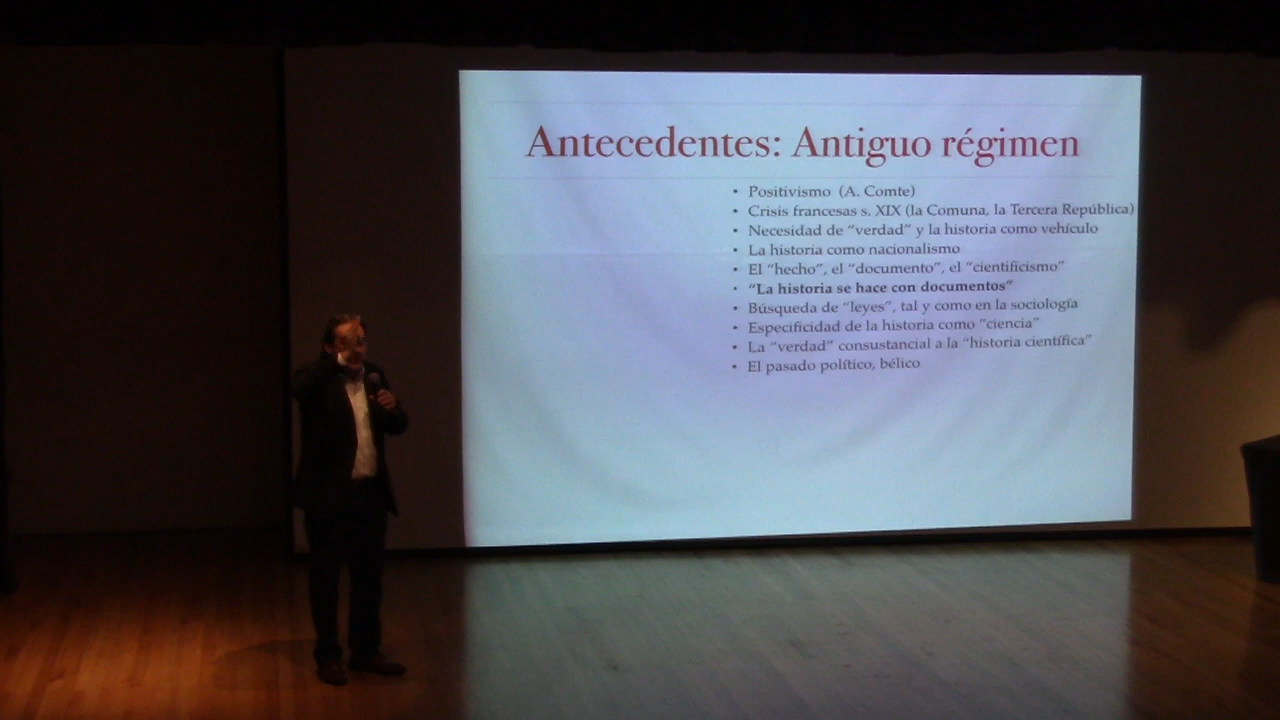 Antecedentes: Antiguo régimen
• Positivismo (A. Comte)
• Crisis francesas s. XIX (la Comuna, la Tercera República)
• Necesidad de “verdad” y la historia como vehículo
• La historia como nacionalismo
• El “hecho”, el “documento”, el “cientificismo”
• “La historia se hace con documentos”
• Búsqueda de “leyes”, tal y como en la sociología
• Especificidad de la historia como “ciencia”
• La “verdad” consustancial a la “historia científica”
• El pasado político, bélico